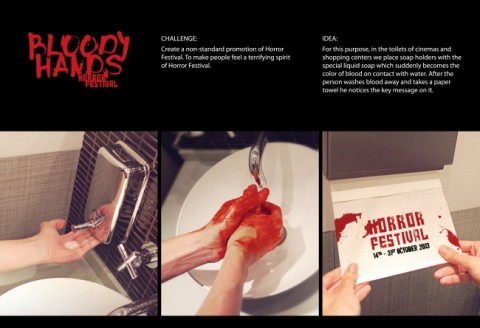 BLOODY
HANDS
HORROR
FESTIVAL
CHALLENGE:
Create a non-standard promotion of Horror
Festival. To make people feel a terrifying spirit
of Horror Festival.
IDEA:
For this purpose, in the toilets of cinemas and
shopping centers we place soap holders with the
special liquid soap which suddenly becomes the
color of blood on contact with water. After the
person washes blood away and takes a paper
towel he notices the key message on it.
HORROR
FESTIVAL
14TH - 31ST OCTOBER 2013